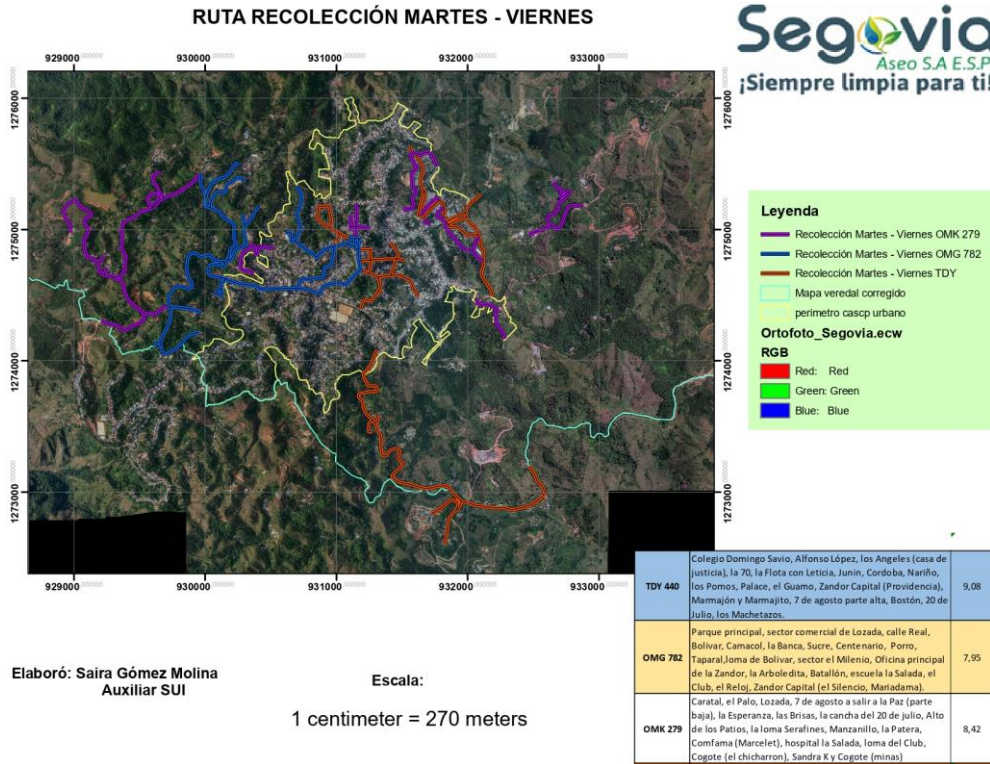 RUTA RECOLECCIÓN MARTES - VIERNES
Segovia
Aseo S.A E.S.P
¡Siempre limpia para ti!
929000 930000 931000 932000 933000
1276000 1276000
1275000 1275000
1274000 1274000
1273000 1273000
929000 930000 931000 932000 933000
Leyenda
Recolección Martes - Viernes OMK 279
Recolección Martes - Viernes OMG 782
Recolección Martes - Viernes TDY
Mapa veredal corregido
perimetro cascp urbano
Ortofoto_Segovia.ecw
RGB
Red: Red
Green: Green
Blue: Blue
Colegio Domingo Savio, Alfonso López, los Angeles (casa de
justicia), la 70, la Flota con Leticia, Junin, Cordoba, Nariño,
TDY 440 los Pomos, Palace, el Guamo, Zandor Capital (Providencia), 9,08
Marmajón y Marmajito, 7 de agosto parte alta, Bostón, 20 de
Julio, los Machetazos.
Parque principal, sector comercial de Lozada, calle Real,
Bolivar, Camacol, la Banca, Sucre, Centenario, Porro,
OMG 782 Taparal,loma de Bolivar, sector el Milenio, Oficina principal 7,95
de la Zandor, la Arboledita, Batallón, escuela la Salada, el
Club, el Reloj, Zandor Capital (el Silencio, Mariadama).
Caratal, el Palo, Lozada, 7 de agosto a salir a la Paz (parte
baja), la Esperanza, las Brisas, la cancha del 20 de julio, Alto
OMK 279 de los Patios, la loma Serafines, Manzanillo, la Patera, 8,42
Comfama (Marcelet), hospital la Salada, loma del Club,
Cogote (el chicharron), Sandra K y Cogote (minas)
Elaboró: Saira Gómez Molina
Auxiliar SUI
Escala:
1 centimeter = 270 meters